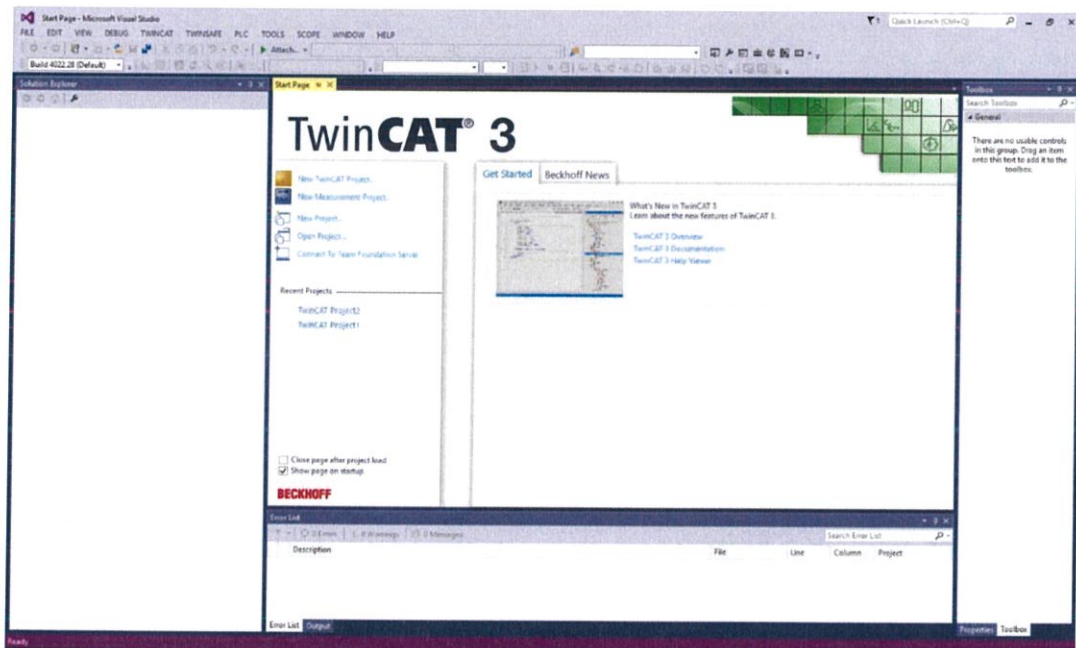 Start Page - Microsoft Visual Studio
Quick Launch (Ctrl+Q)
FILE EDIT VIEW DEBUG TWINCAT TWINSAFE PLC TOOLS SCOPE WINDOW HELP
Attach...
Build 4022.28 (Default)
Solution Explorer
Start Page
Toolbox
Search Toolbox
General
There are no usable controls
in this group. Drag an item
onto this text to add it to the
toolbox.
TwinCAT® 3
New TwinCAT Project...
New Measurement Project...
New Project...
Open Project...
Connect To Team Foundation Server
Recent Projects
TwinCAT Project2
TwinCAT Project1
Close page after project load
Show page on startup
BECKHOFF
Get Started Beckhoff News
What's New in TwinCAT 3
Learn about the new features of TwinCAT 3.
TwinCAT 3 Overview
TwinCAT 3 Documentation
TwinCAT 3 Help Viewer
Error List
0 Errors 0 Warnings 0 Messages
Search Error List
Description File Line Column Project
Error List Output
Properties Toolbox
Ready